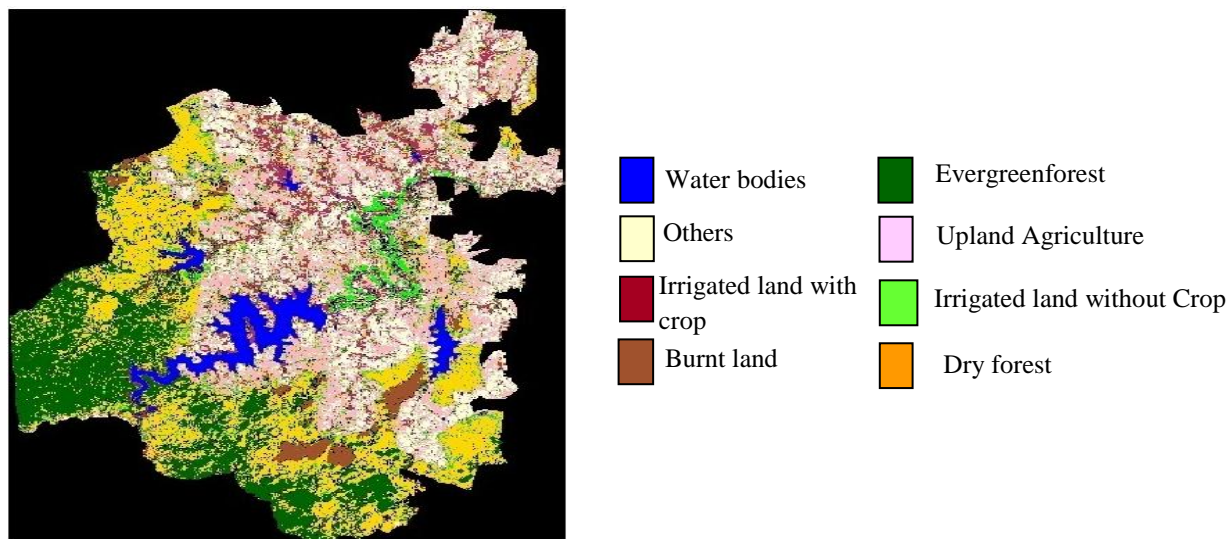 Water bodies
Evergreenforest
Others
Upland Agriculture
Irrigated land with
crop
Irrigated land without Crop
Burnt land
Dry forest